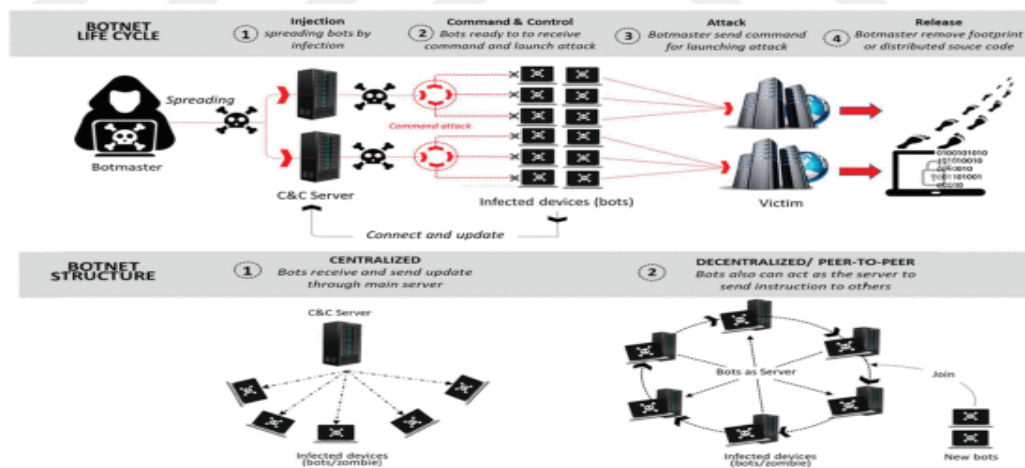 BOTNET
LIFE CYCLE
1
Injection
spreading bots by
infection
2
Command & Control
Bots ready to to receive
command and launch attack
3
Attack
Botmaster send command
for launching attack
4
Release
Botmaster remove footprint
or distributed souce code
Spreading
Command attack
Botmaster
C&C Server
Infected devices (bots)
Victim
Connect and update
BOTNET
STRUCTURE
1
CENTRALIZED
Bots receive and send update
through main server
2
DECENTRALIZED/ PEER-TO-PEER
Bots also can act as the server to
send instruction to others
C&C Server
Bots as Server
Join
Infected devices
(bots/zombie)
Infected devices
(bots/zombie)
New bots